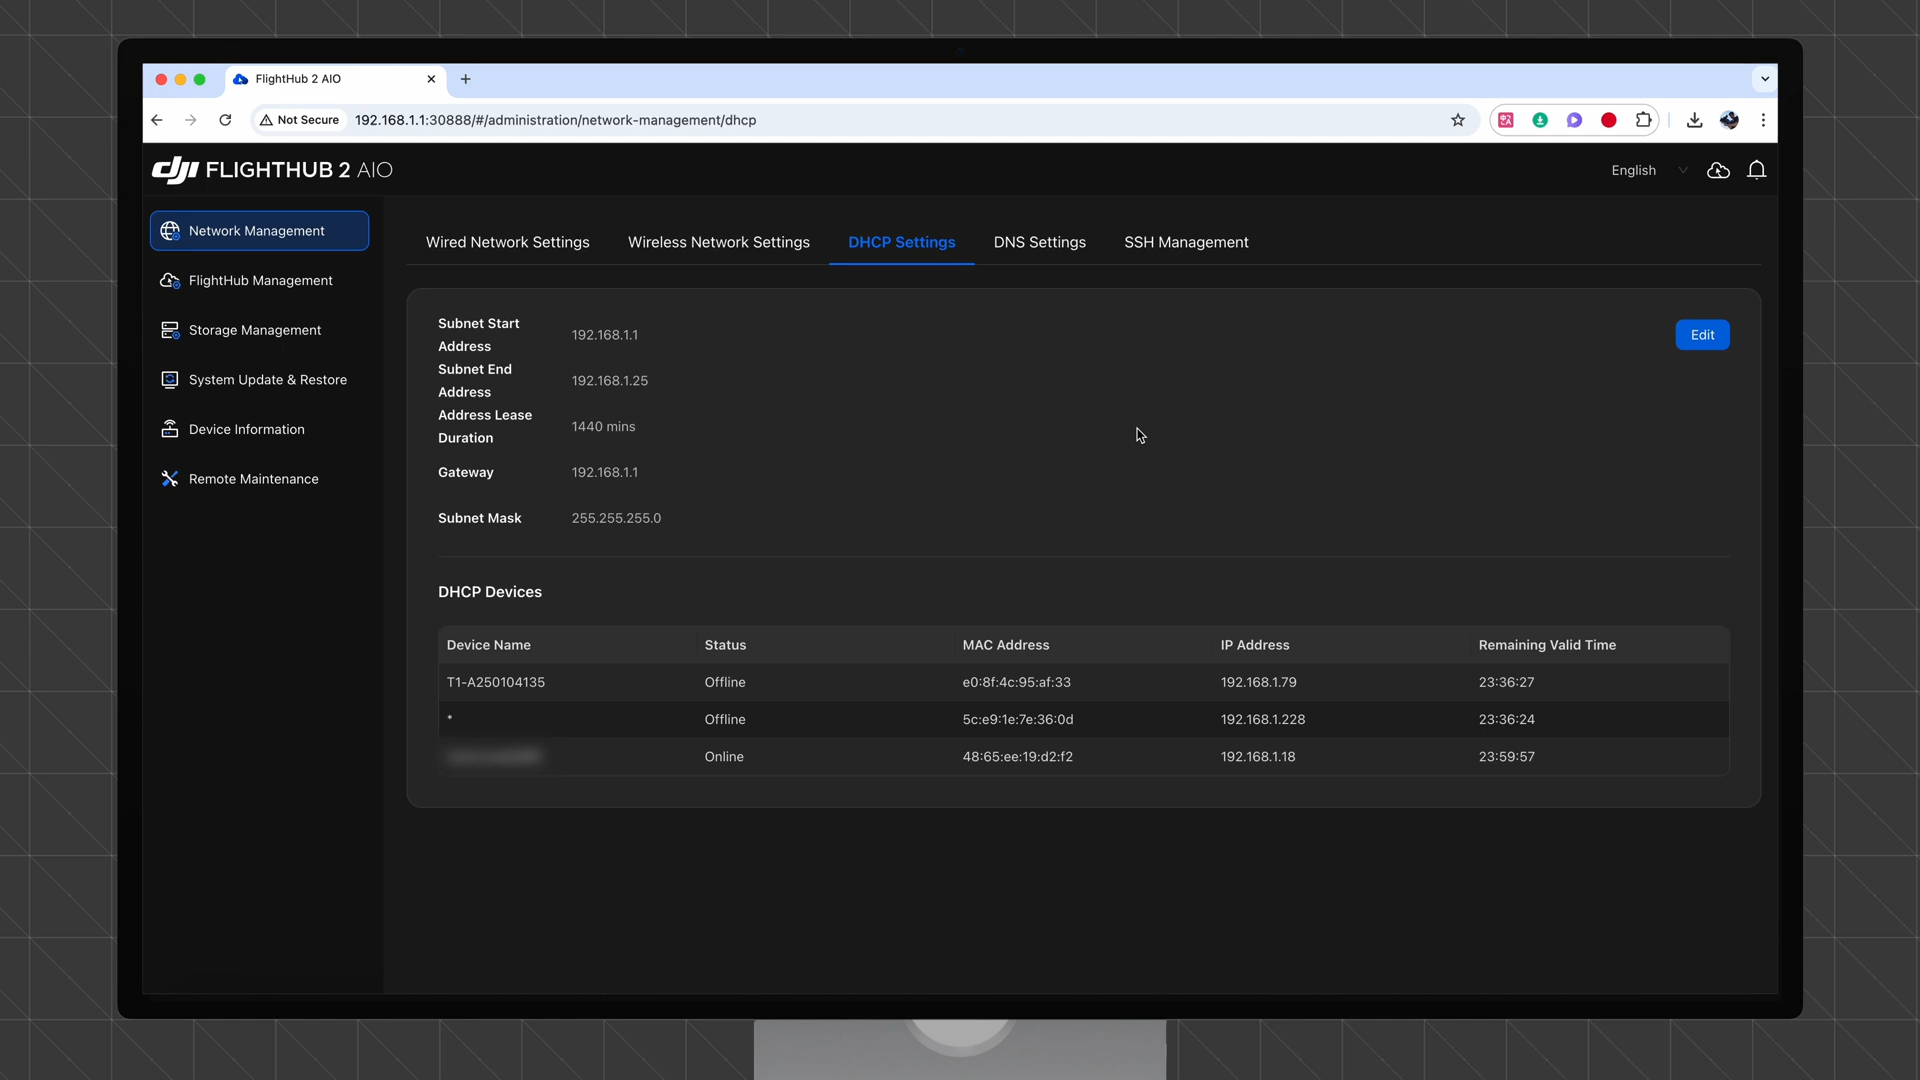 FlightHub 2 AIO
Not Secure 192.168.1.1:30888/#/administration/network-management/dhcp
dji FLIGHTHUB 2 AIO
English
Network Management
FlightHub Management
Storage Management
System Update & Restore
Device Information
Remote Maintenance
Wired Network Settings Wireless Network Settings DHCP Settings DNS Settings SSH Management
Subnet Start
Address
192.168.1.1
Edit
Subnet End
Address
192.168.1.25
Address Lease
Duration
1440 mins
Gateway 192.168.1.1
Subnet Mask 255.255.255.0
DHCP Devices
Device Name Status MAC Address IP Address Remaining Valid Time
T1-A250104135 Offline e0:8f:4c:95:af:33 192.168.1.79 23:36:27
* Offline 5c:e9:1e:7e:36:0d 192.168.1.228 23:36:24
Online 48:65:ee:19:d2:f2 192.168.1.18 23:59:57